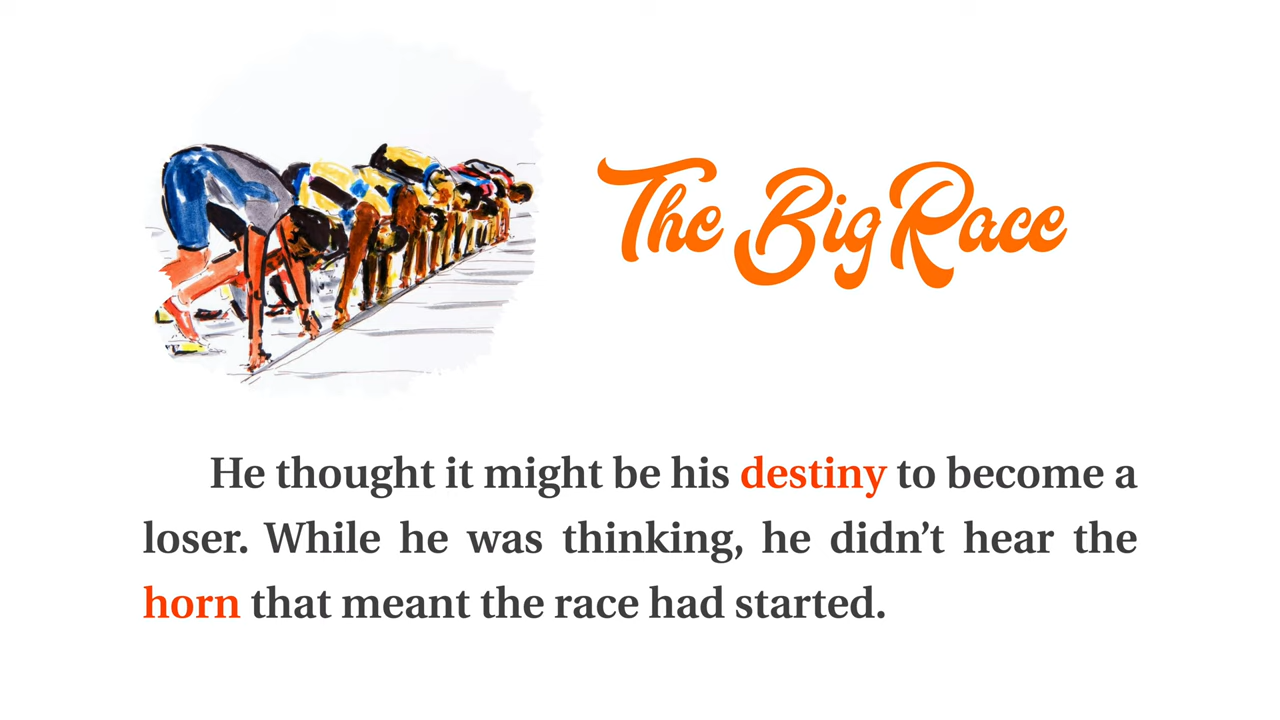 The Big Race
He thought it might be his destiny to become a
loser. While he was thinking, he didn’t hear the
horn that meant the race had started.